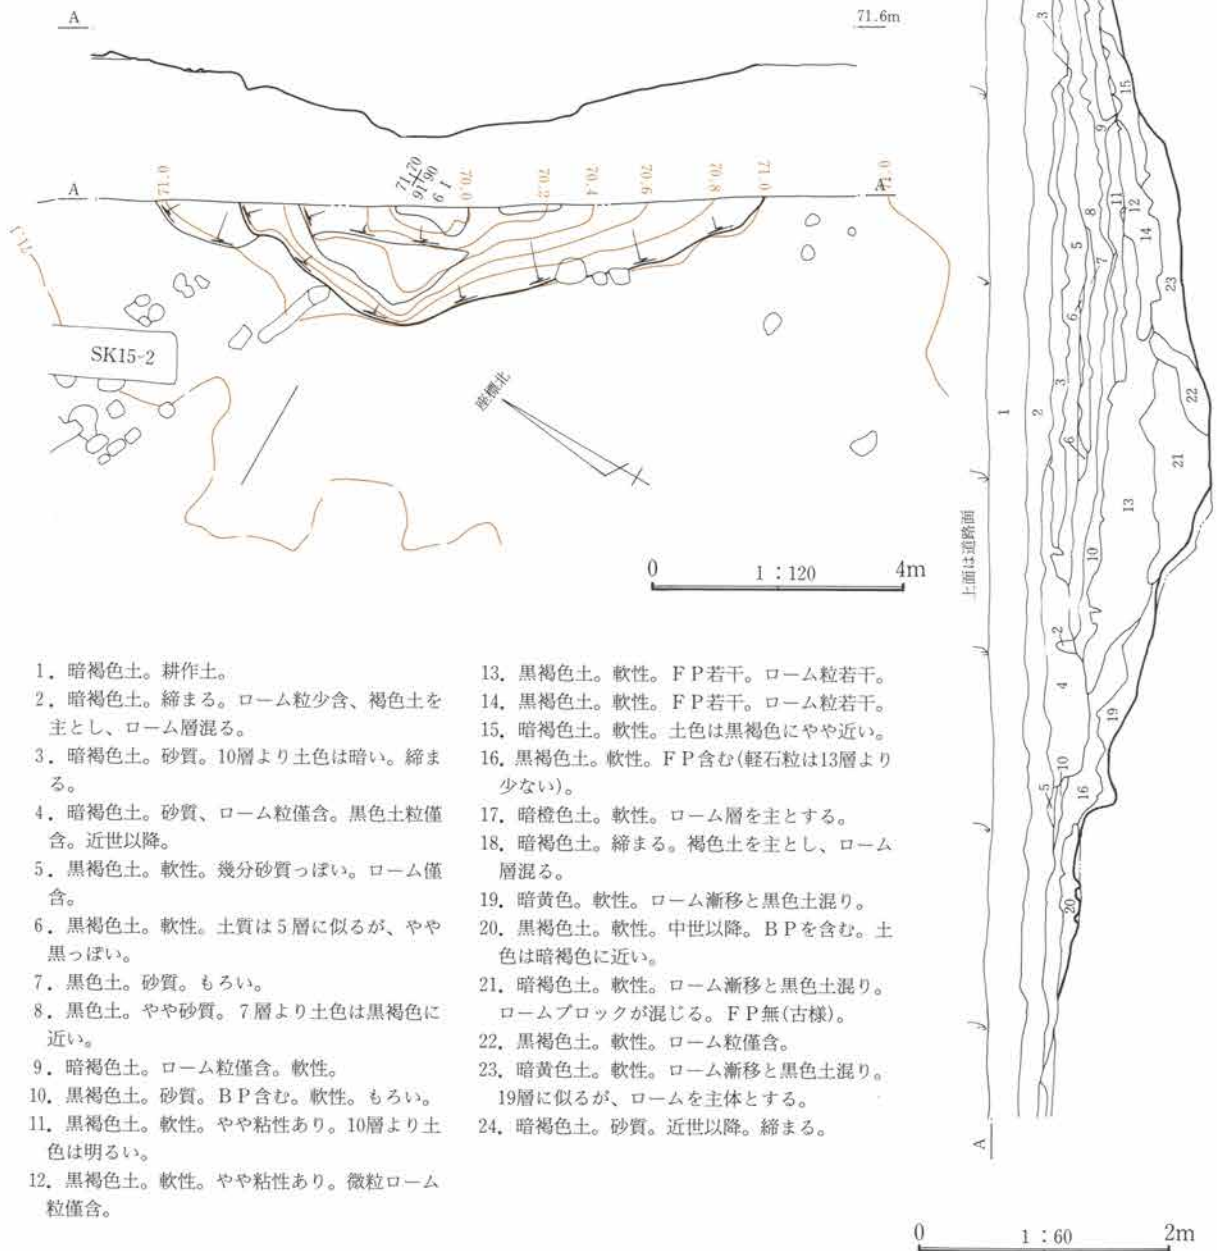 A
71.6m
A
71.0
71,170
91,90
6 1
70.0
70.2
70.4
70.6
70.8
71.0
A
71.0
71.1
SK15-2
座標北
0 1：120 4m
上面は道路面
3
15
9
11
12
8
14
5
7
23
6
3
22
1
2
6
21
13
10
2
4
19
10
5
16
20
A
1．暗褐色土。耕作土。
2．暗褐色土。締まる。ローム粒少含、褐色土を
主とし、ローム層混る。
3．暗褐色土。砂質。10層より土色は暗い。締ま
る。
4．暗褐色土。砂質、ローム粒僅含。黒色土粒僅
含。近世以降。
5．黒褐色土。軟性。幾分砂質っぽい。ローム僅
含。
6．黒褐色土。軟性。土質は５層に似るが、やや
黒っぽい。
7．黒色土。砂質。もろい。
8．黒色土。やや砂質。７層より土色は黒褐色に
近い。
9．暗褐色土。ローム粒僅含。軟性。
10．黒褐色土。砂質。ＢＰ含む。軟性。もろい。
11．黒褐色土。軟性。やや粘性あり。10層より土
色は明るい。
12．黒褐色土。軟性。やや粘性あり。微粒ローム
粒僅含。
13．黒褐色土。軟性。ＦＰ若干。ローム粒若干。
14．黒褐色土。軟性。ＦＰ若干。ローム粒若干。
15．暗褐色土。軟性。土色は黒褐色にやや近い。
16．黒褐色土。軟性。ＦＰ含む(軽石粒は13層より
少ない)。
17．暗橙色土。軟性。ローム層を主とする。
18．暗褐色土。締まる。褐色土を主とし、ローム
層混る。
19．暗黄色。軟性。ローム漸移と黒色土混り。
20．黒褐色土。軟性。中世以降。ＢＰを含む。土
色は暗褐色に近い。
21．暗褐色土。軟性。ローム漸移と黒色土混り。
ロームブロックが混じる。ＦＰ無(古様)。
22．黒褐色土。軟性。ローム粒僅含。
23．暗黄色土。軟性。ローム漸移と黒色土混り。
19層に似るが、ロームを主体とする。
24．暗褐色土。砂質。近世以降。締まる。
0 1：60 2m